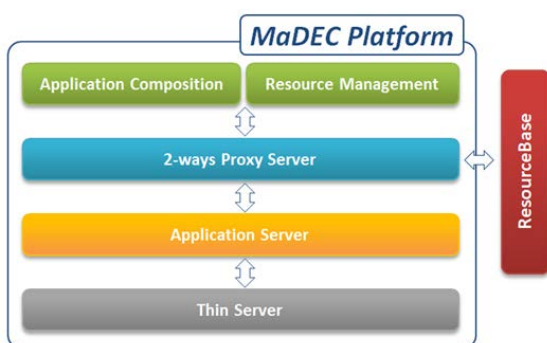 MaDEC Platform
Application Composition
Resource Management
2-ways Proxy Server
ResourceBase
Application Server
Thin Server